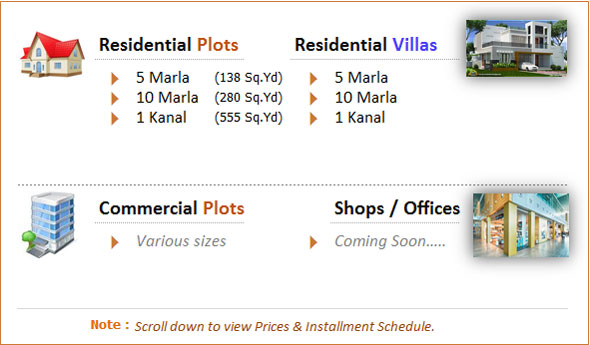 Residential Plots
5 Marla (138 Sq.Yd)
10 Marla (280 Sq.Yd)
1 Kanal (555 Sq.Yd)
Residential Villas
5 Marla
10 Marla
1 Kanal
Commercial Plots
Various sizes
Shops / Offices
Coming Soon.....
Note : Scroll down to view Prices & Installment Schedule.